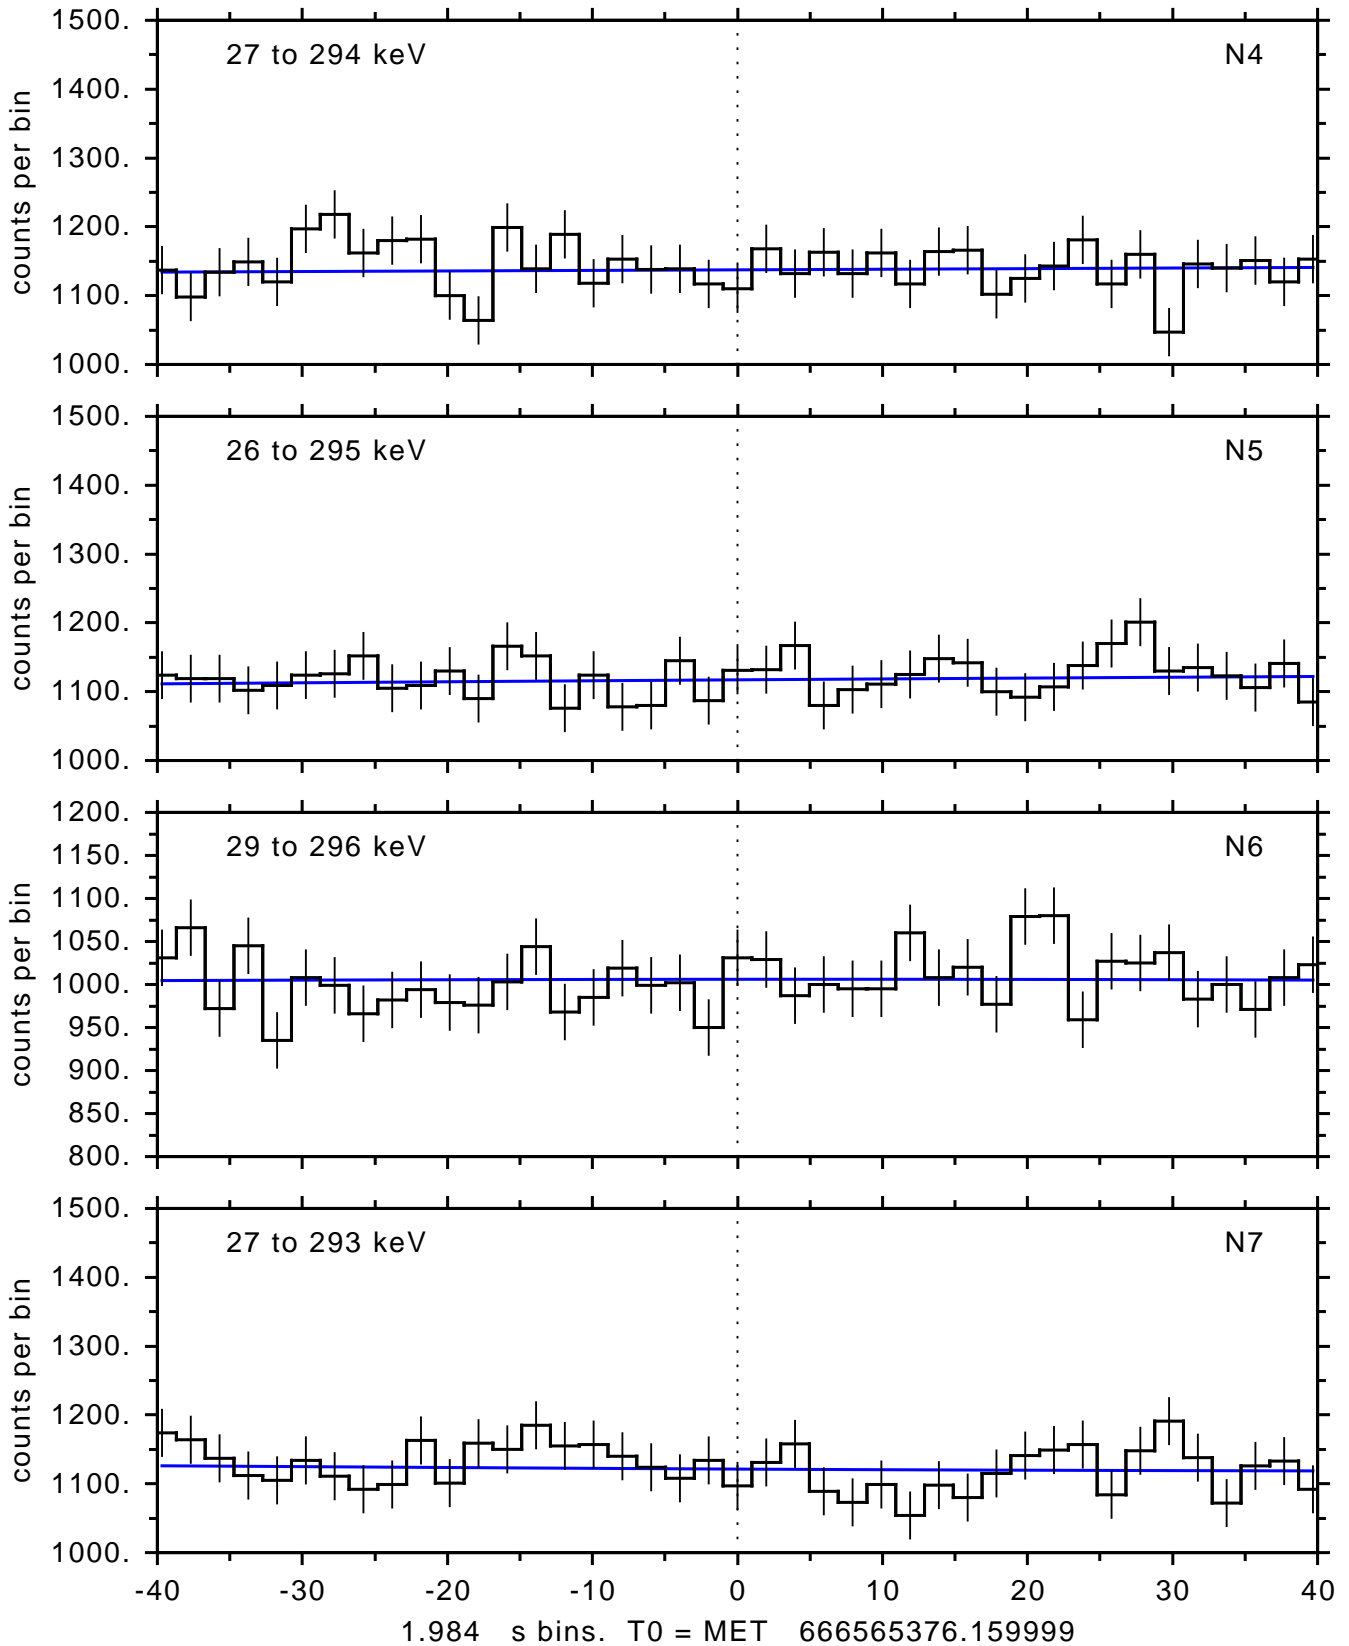 1500.
27 to 294 keV N4
1400.
1300.
1200.
1100.
1000.
counts per bin
1500.
26 to 295 keV N5
1400.
1300.
1200.
1100.
1000.
counts per bin
1200.
29 to 296 keV N6
1150.
1100.
1050.
1000.
950.
900.
850.
800.
counts per bin
1500.
27 to 293 keV N7
1400.
1300.
1200.
1100.
1000.
counts per bin
-40 -30 -20 -10 0 10 20 30 40
1.984 s bins. T0 = MET 666565376.159999